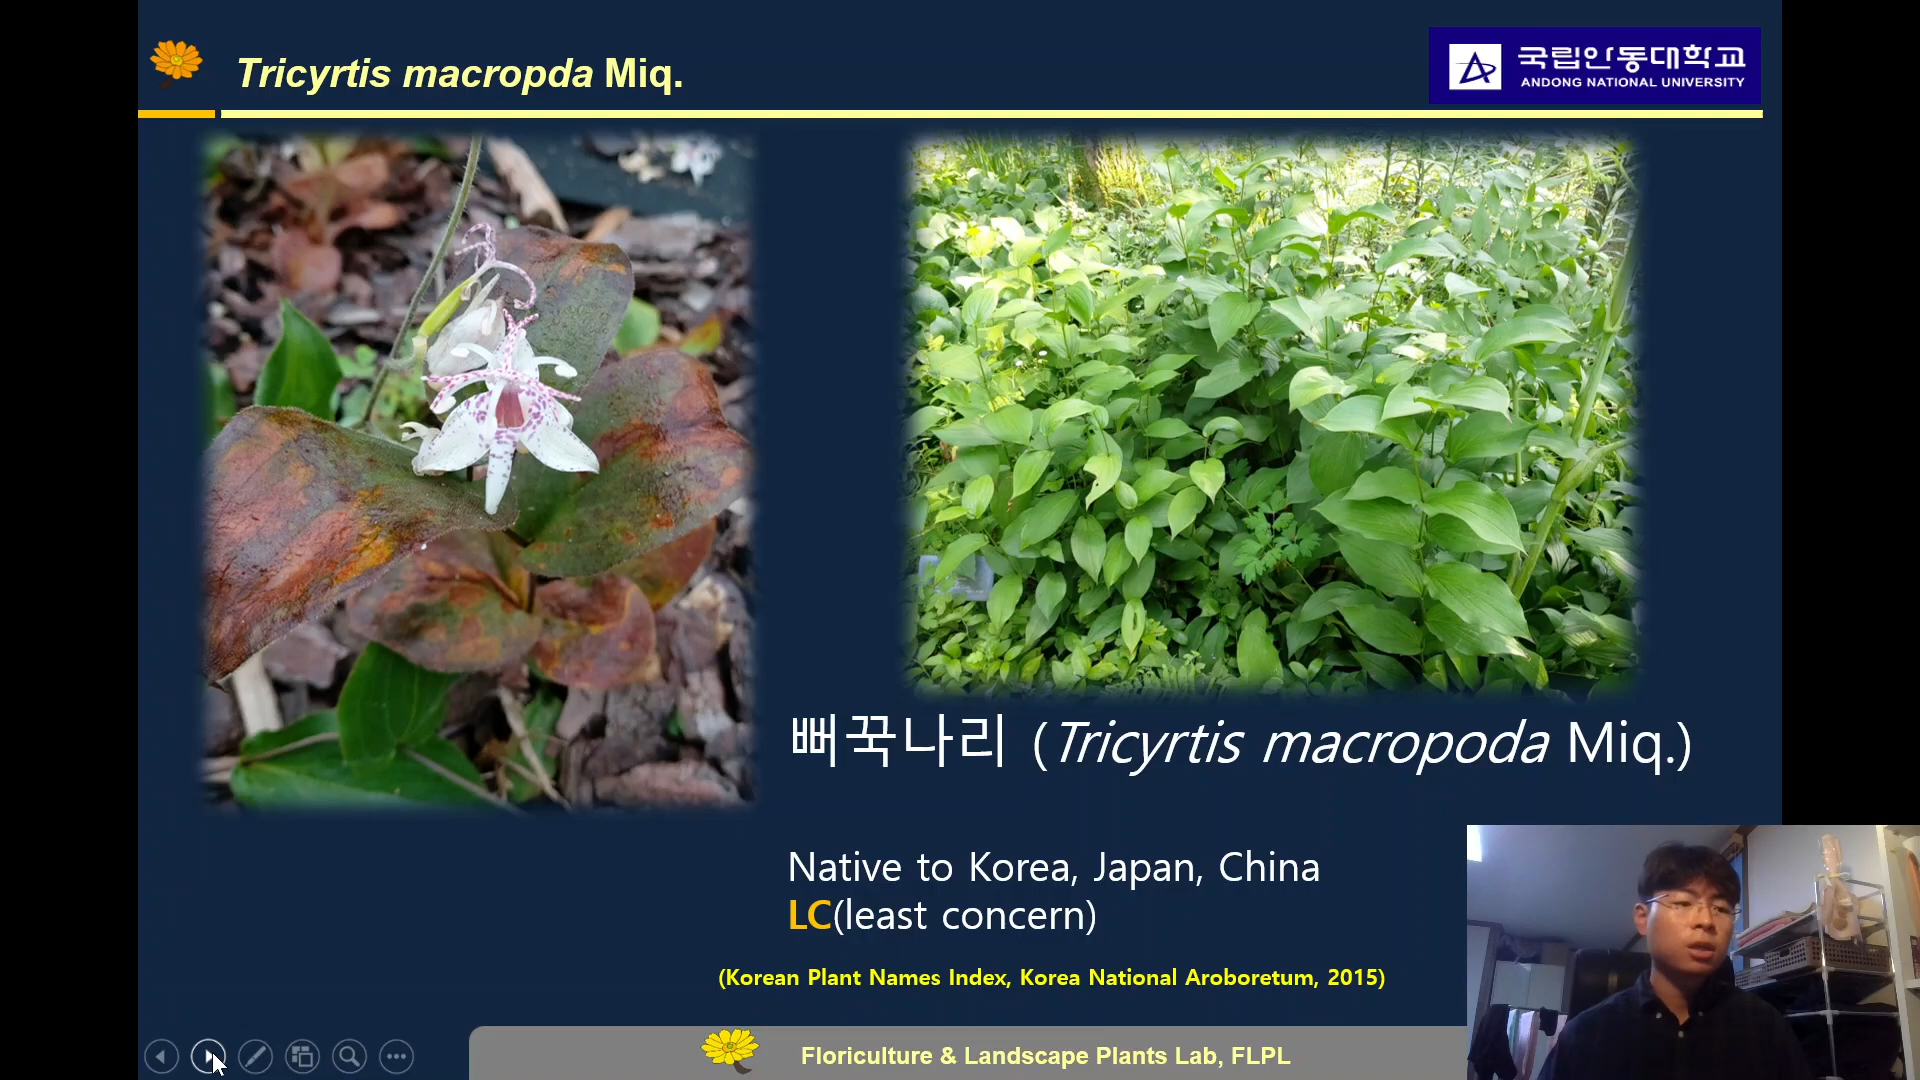 Tricyrtis macropda Miq.
국립안동대학교
ANDONG NATIONAL UNIVERSITY
뻐꾹나리 (Tricyrtis macropoda Miq.)
Native to Korea, Japan, China
LC(least concern)
(Korean Plant Names Index, Korea National Aroboretum, 2015)
Floriculture & Landscape Plants Lab, FLPL